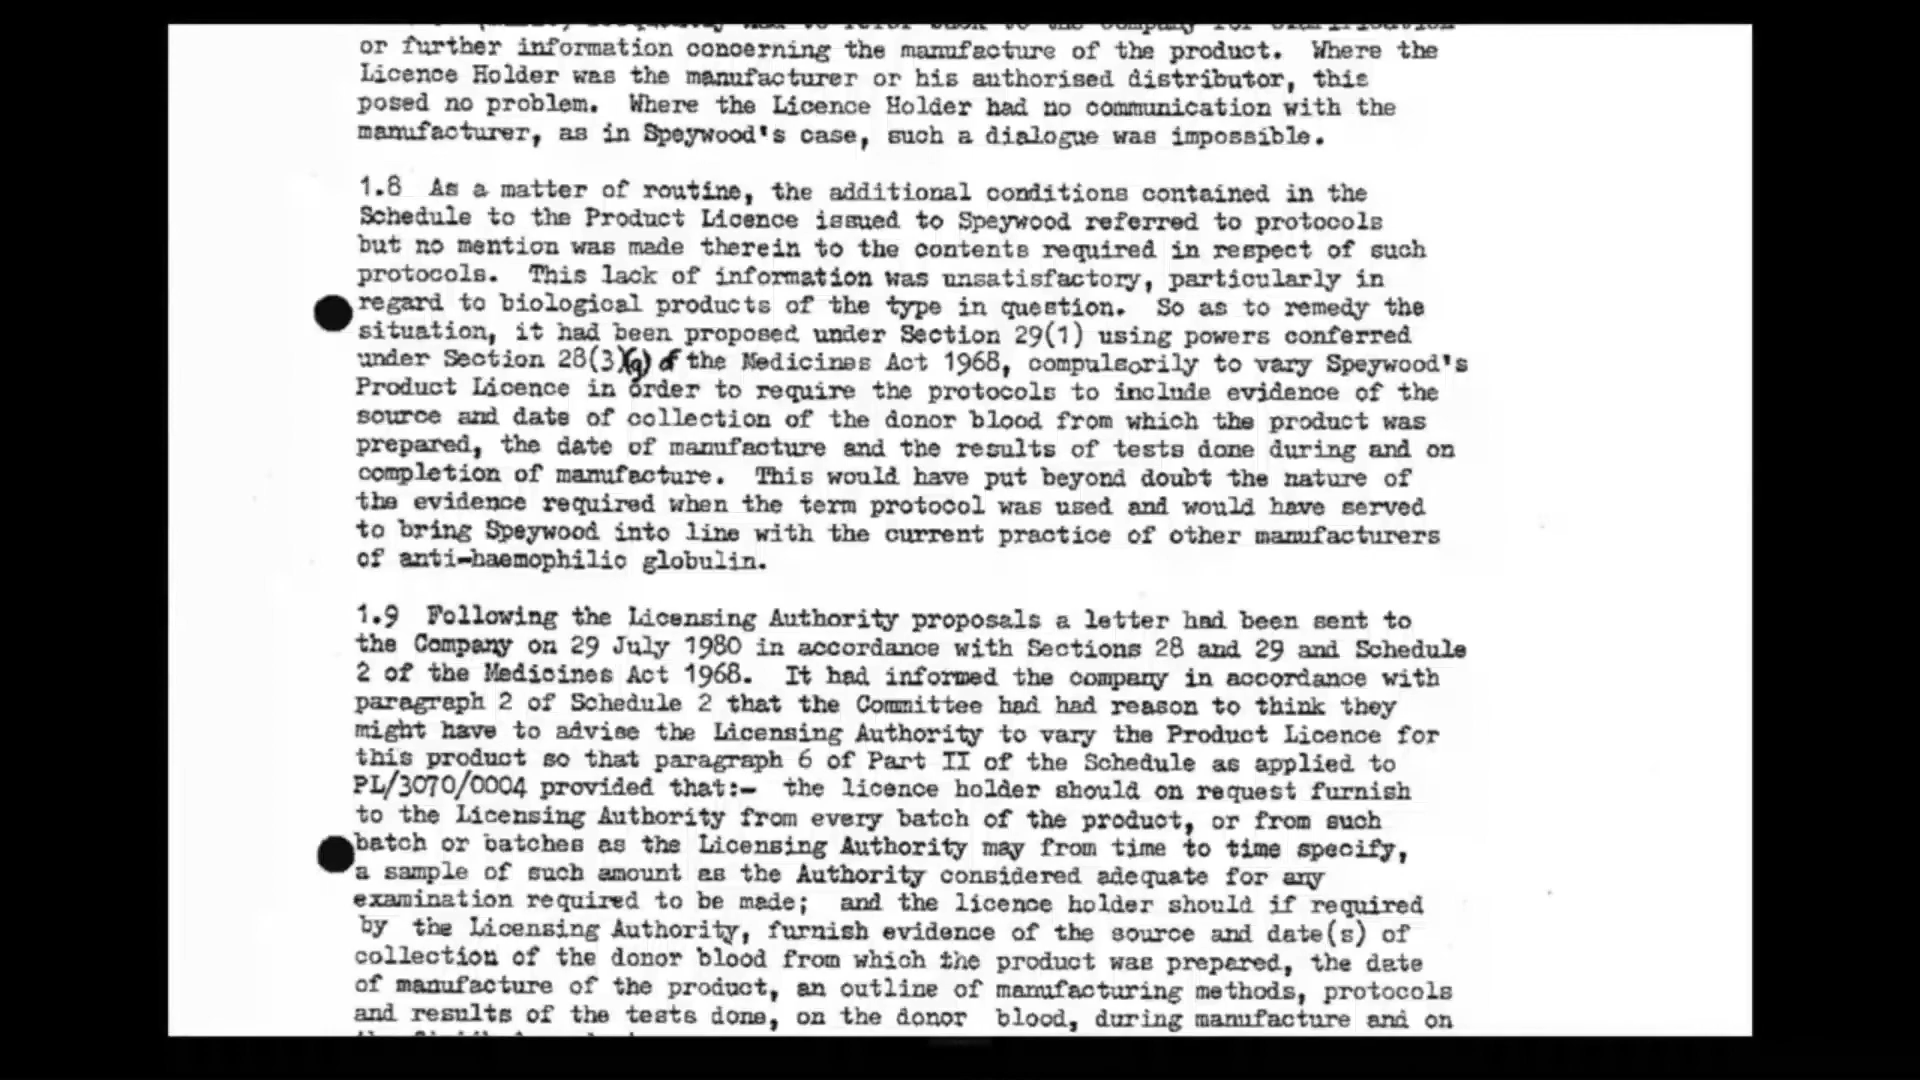 refer back to the company for clarification
or further information concerning the manufacture of the product. Where the
Licence Holder was the manufacturer or his authorised distributor, this
posed no problem. Where the Licence Holder had no communication with the
manufacturer, as in Speywood's case, such a dialogue was impossible.
1.8 As a matter of routine, the additional conditions contained in the
Schedule to the Product Licence issued to Speywood referred to protocols
but no mention was made therein to the contents required in respect of such
protocols. This lack of information was unsatisfactory, particularly in
regard to biological products of the type in question. So as to remedy the
situation, it had been proposed under Section 29(1) using powers conferred
under Section 28(3)(g) of the Medicines Act 1968, compulsorily to vary Speywood's
Product Licence in order to require the protocols to include evidence of the
source and date of collection of the donor blood from which the product was
prepared, the date of manufacture and the results of tests done during and on
completion of manufacture. This would have put beyond doubt the nature of
the evidence required when the term protocol was used and would have served
to bring Speywood into line with the current practice of other manufacturers
of anti-haemophilic globulin.
1.9 Following the Licensing Authority proposals a letter had been sent to
the Company on 29 July 1980 in accordance with Sections 28 and 29 and Schedule
2 of the Medicines Act 1968. It had informed the company in accordance with
paragraph 2 of Schedule 2 that the Committee had had reason to think they
might have to advise the Licensing Authority to vary the Product Licence for
this product so that paragraph 6 of Part II of the Schedule as applied to
PL/3070/0004 provided that:- the licence holder should on request furnish
to the Licensing Authority from every batch of the product, or from such
batch or batches as the Licensing Authority may from time to time specify,
a sample of such amount as the Authority considered adequate for any
examination required to be made; and the licence holder should if required
by the Licensing Authority, furnish evidence of the source and date(s) of
collection of the donor blood from which the product was prepared, the date
of manufacture of the product, an outline of manufacturing methods, protocols
and results of the tests done, on the donor blood, during manufacture and on